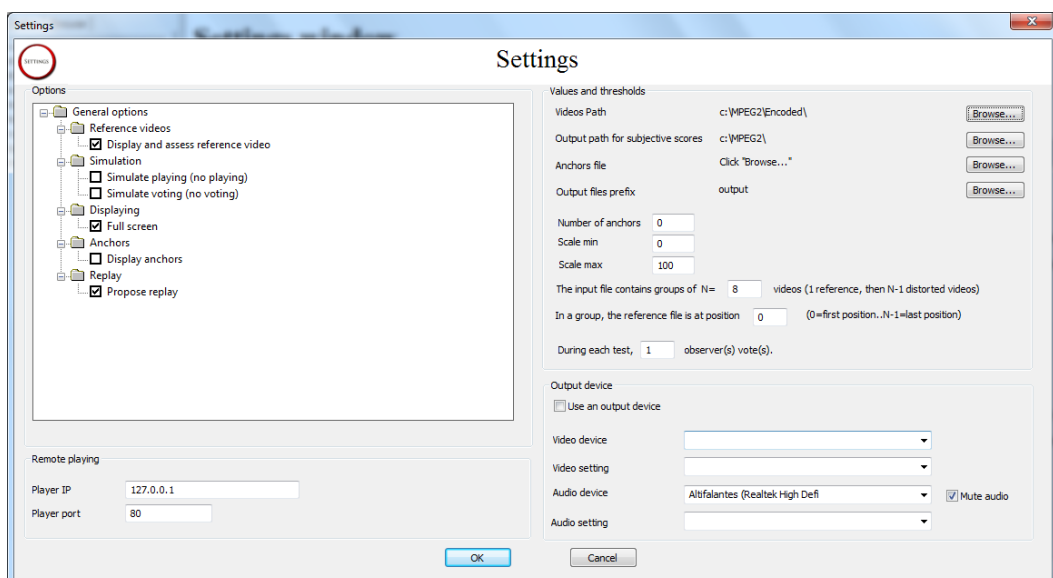 Settings
Settings window
SETTINGS
Settings
Options
General options
Reference videos
Display and assess reference video
Simulation
Simulate playing (no playing)
Simulate voting (no voting)
Displaying
Full screen
Anchors
Display anchors
Replay
Propose replay
Remote playing
Player IP 127.0.0.1
Player port 80
Values and thresholds
Videos Path c:\MPEG2\Encoded\ Browse...
Output path for subjective scores c:\MPEG2\ Browse...
Anchors file Click "Browse..." Browse...
Output files prefix output Browse...
Number of anchors 0
Scale min 0
Scale max 100
The input file contains groups of N= 8 videos (1 reference, then N-1 distorted videos)
In a group, the reference file is at position 0 (0=first position..N-1=last position)
During each test, 1 observer(s) vote(s).
Output device
Use an output device
Video device
Video setting
Audio device Altifalantes (Realtek High Defi Mute audio
Audio setting
OK Cancel